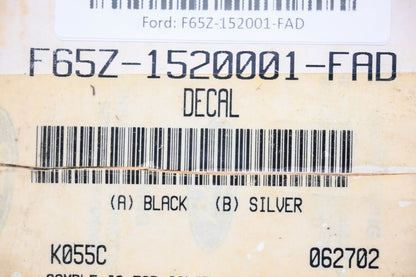 Ford: F65Z-152001-FAD
F65Z-1520001-FAD
DECAL
(A) BLACK (B) SILVER
K055C 062702